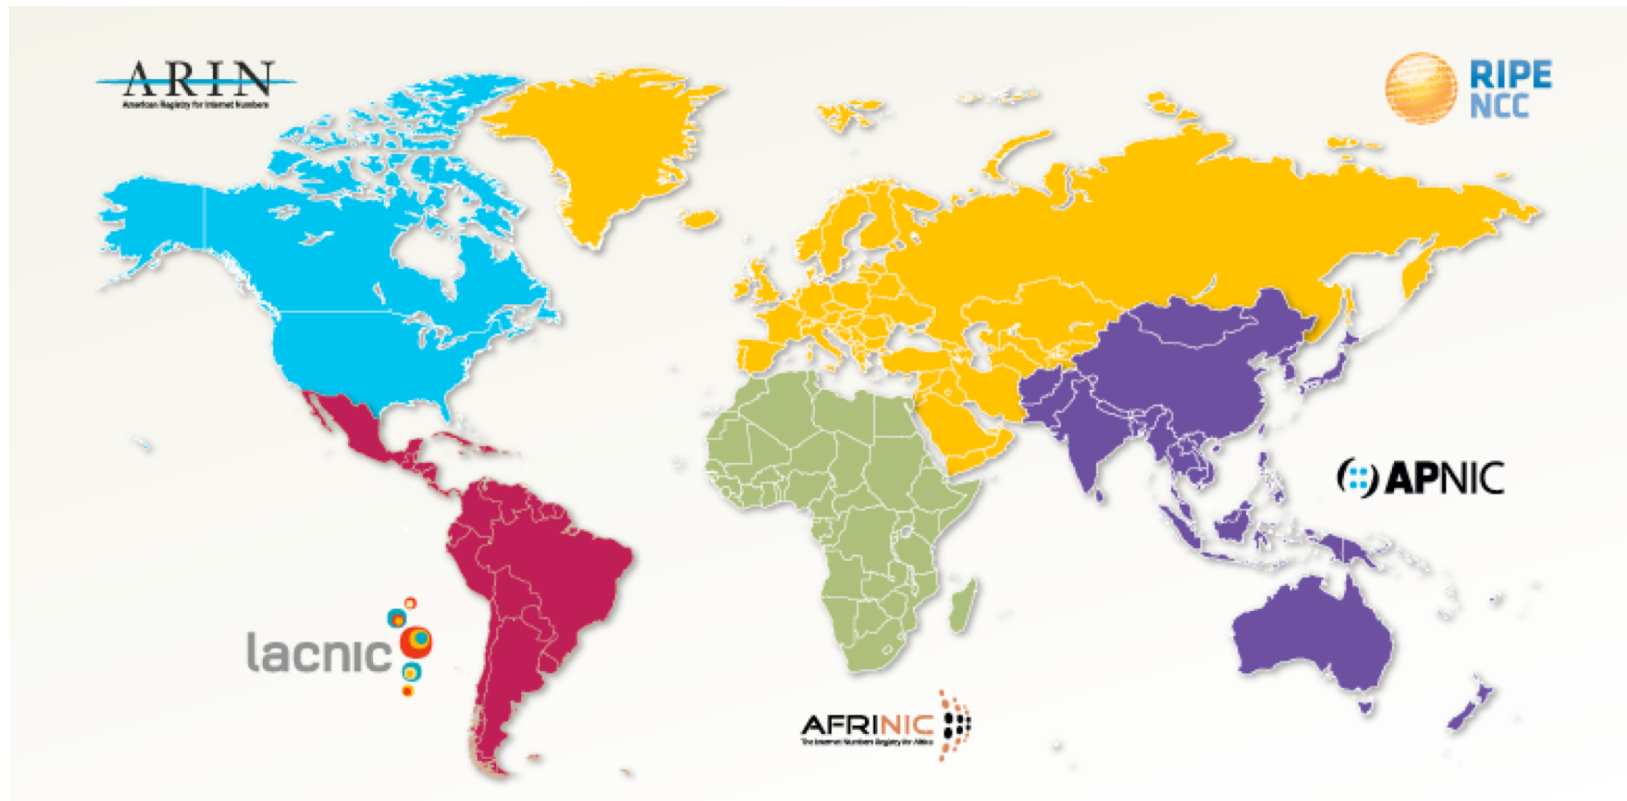 ARIN
American Registry for Internet Numbers
RIPE
NCC
APNIC
lacnic
AFRINIC
The Internet Numbers Registry for Africa